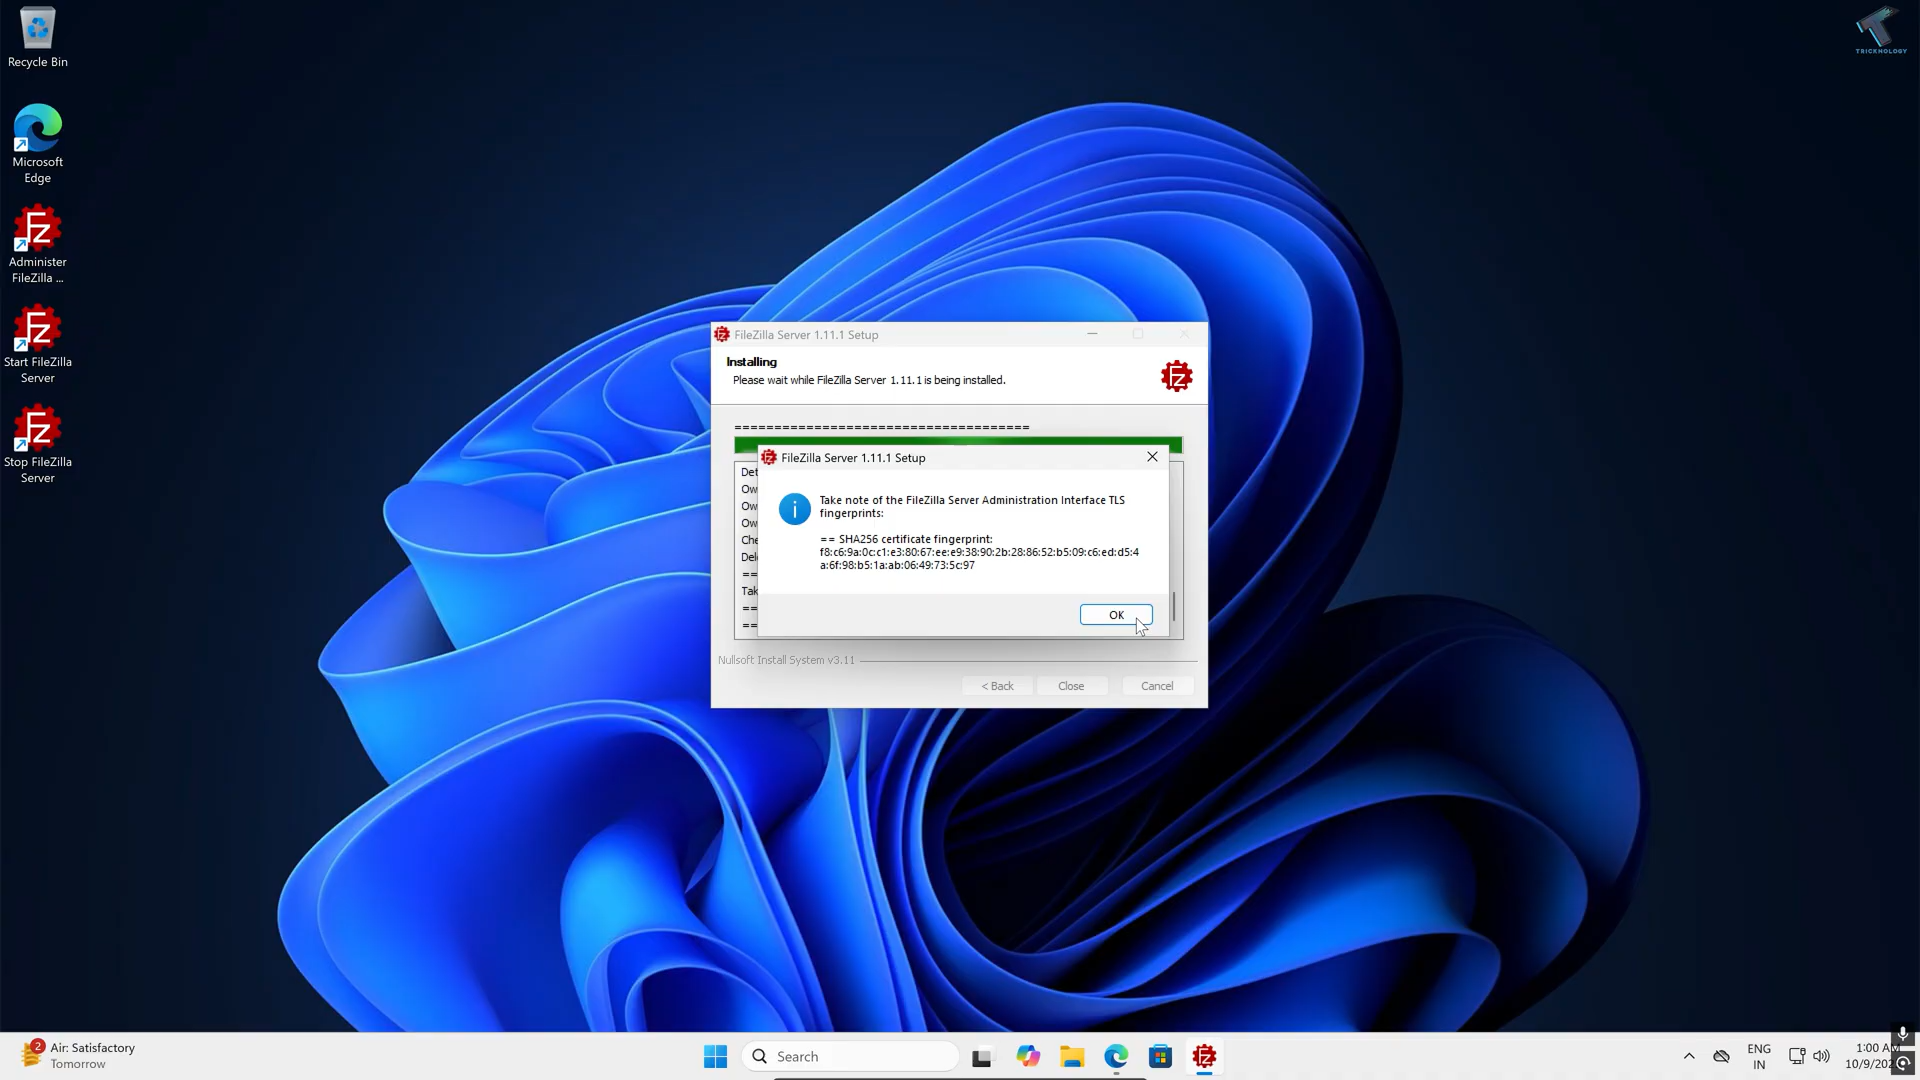 Recycle Bin
TRICKNOLOGY
Microsoft
Edge
Administer
FileZilla ...
Start FileZilla
Server
Stop FileZilla
Server
FileZilla Server 1.11.1 Setup
Installing
Please wait while FileZilla Server 1.11.1 is being installed.
=====================================
FileZilla Server 1.11.1 Setup
Take note of the FileZilla Server Administration Interface TLS
fingerprints:
== SHA256 certificate fingerprint:
f8:c6:9a:0c:c1:e3:80:67:ee:e9:38:90:2b:28:86:52:b5:09:c6:ed:d5:4
a:6f:98:b5:1a:ab:06:49:73:5c:97
OK
Nullsoft Install System v3.11
< Back
Close
Cancel
2
Air: Satisfactory
Tomorrow
Search
ENG
IN
1:00 AM